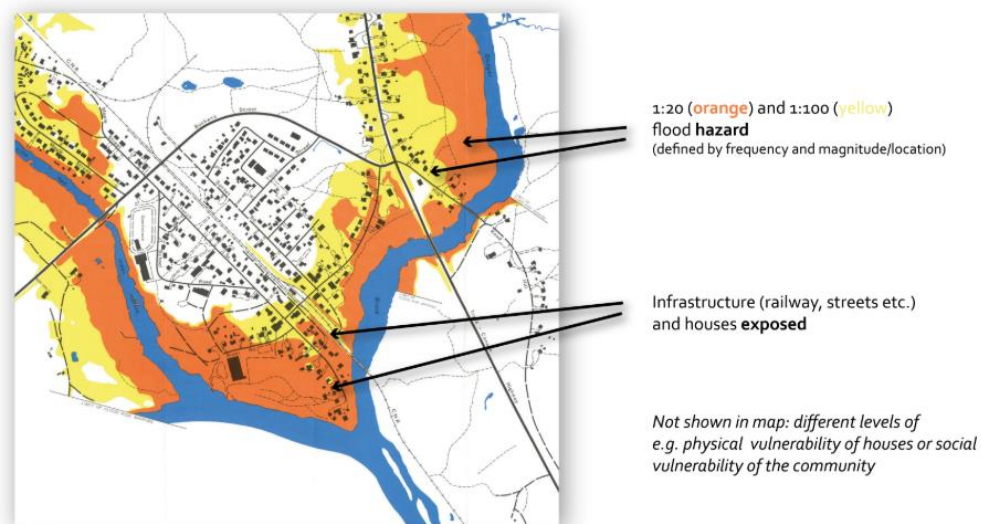 1:20 (orange) and 1:100 (yellow)
flood hazard
(defined by frequency and magnitude/location)
Infrastructure (railway, streets etc.)
and houses exposed
Not shown in map: different levels of
e.g. physical vulnerability of houses or social
vulnerability of the community
C.N.R.
C.N.R.
Highway